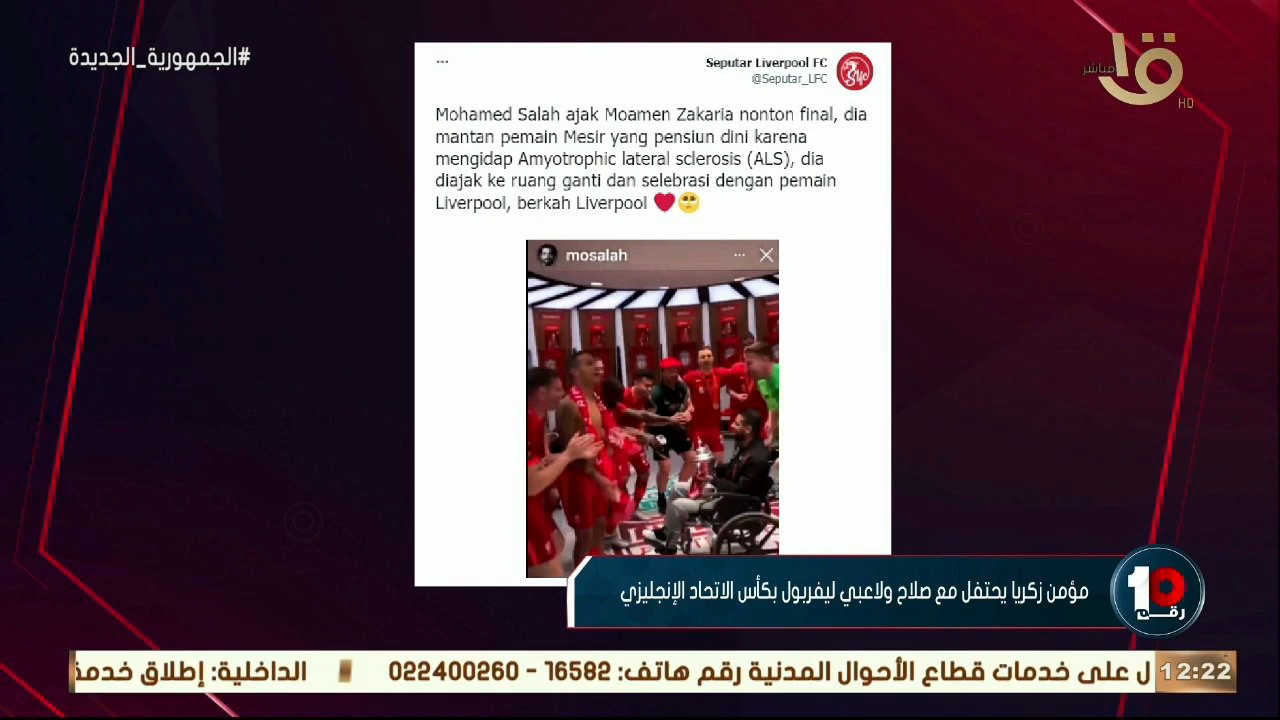 #الجمهورية_الجديدة
مباشر
HD
Seputar Liverpool FC
@Seputar_LFC
Mohamed Salah ajak Moamen Zakaria nonton final, dia
mantan pemain Mesir yang pensiun dini karena
mengidap Amyotrophic lateral sclerosis (ALS), dia
diajak ke ruang ganti dan selebrasi dengan pemain
Liverpool, berkah Liverpool ❤️🥺
mosalah
مؤمن زكريا يحتفل مع صلاح ولاعبي ليفربول بكأس الاتحاد الإنجليزي
10
رقم
ل على خدمات قطاع الأحوال المدنية رقم هاتف: 16582 - 022400260 الداخلية: إطلاق خدمة
12:22